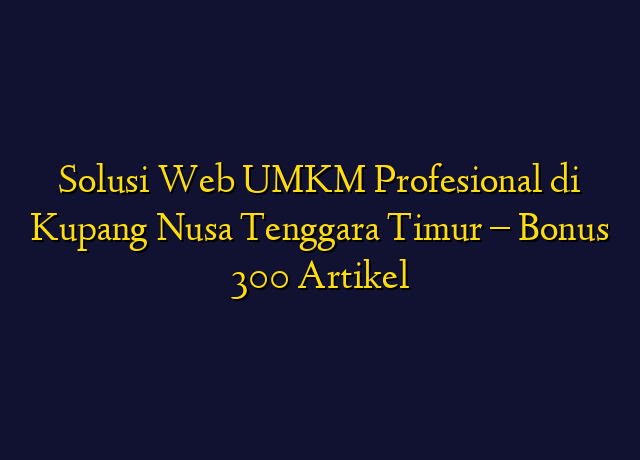 Solusi Web UMKM Profesional di
Kupang Nusa Tenggara Timur – Bonus
300 Artikel